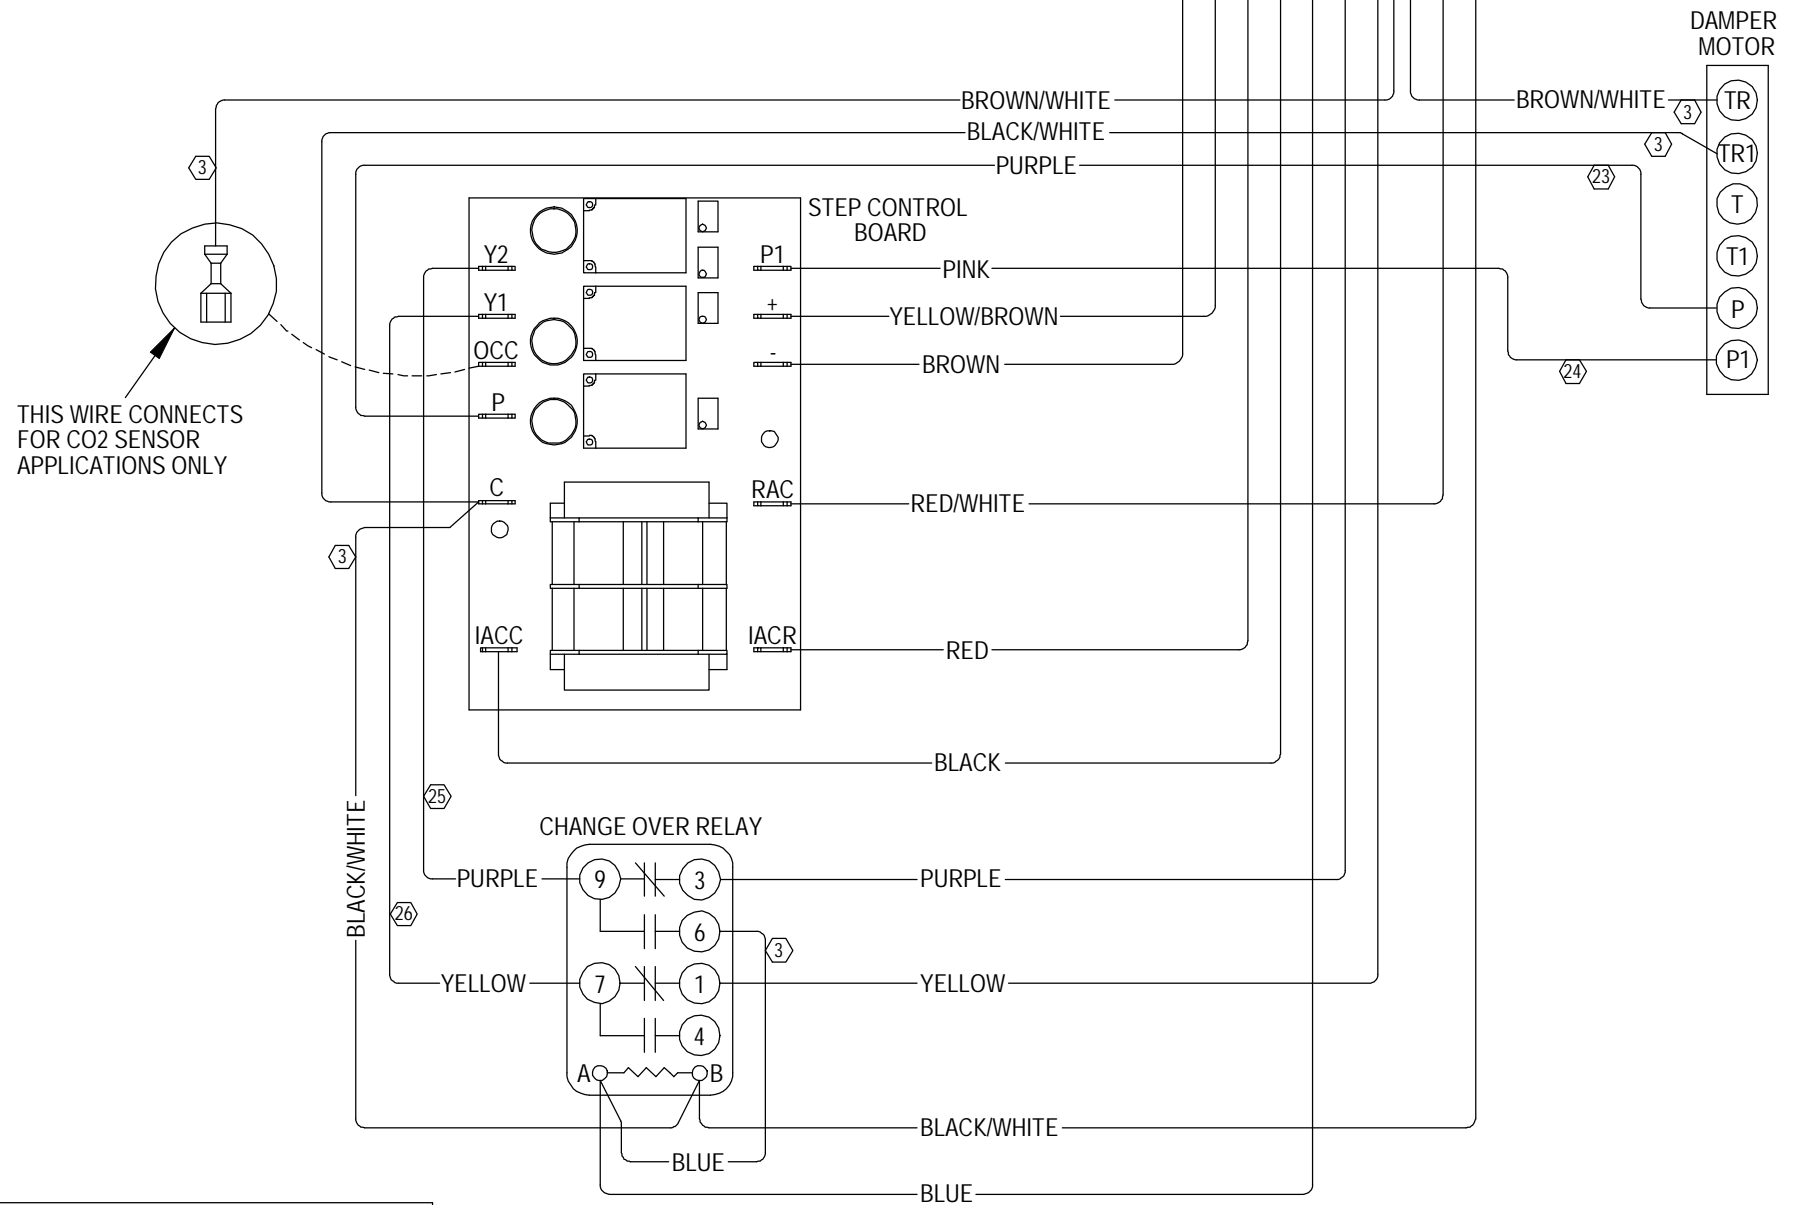 DAMPER
MOTOR
BROWN/WHITE
BROWN/WHITE
TR
3
BLACK/WHITE
3
TR1
3
PURPLE
23
T
STEP CONTROL
BOARD
Y2
P1
PINK
T1
Y1
+
YELLOW/BROWN
P
OCC
-
BROWN
24
P1
P
THIS WIRE CONNECTS
FOR CO2 SENSOR
APPLICATIONS ONLY
C
RAC
RED/WHITE
3
IACC
IACR
RED
BLACK
25
CHANGE OVER RELAY
BLACK/WHITE
PURPLE
9
3
PURPLE
26
6
3
YELLOW
7
1
YELLOW
4
A
B
BLACK/WHITE
BLUE
BLUE